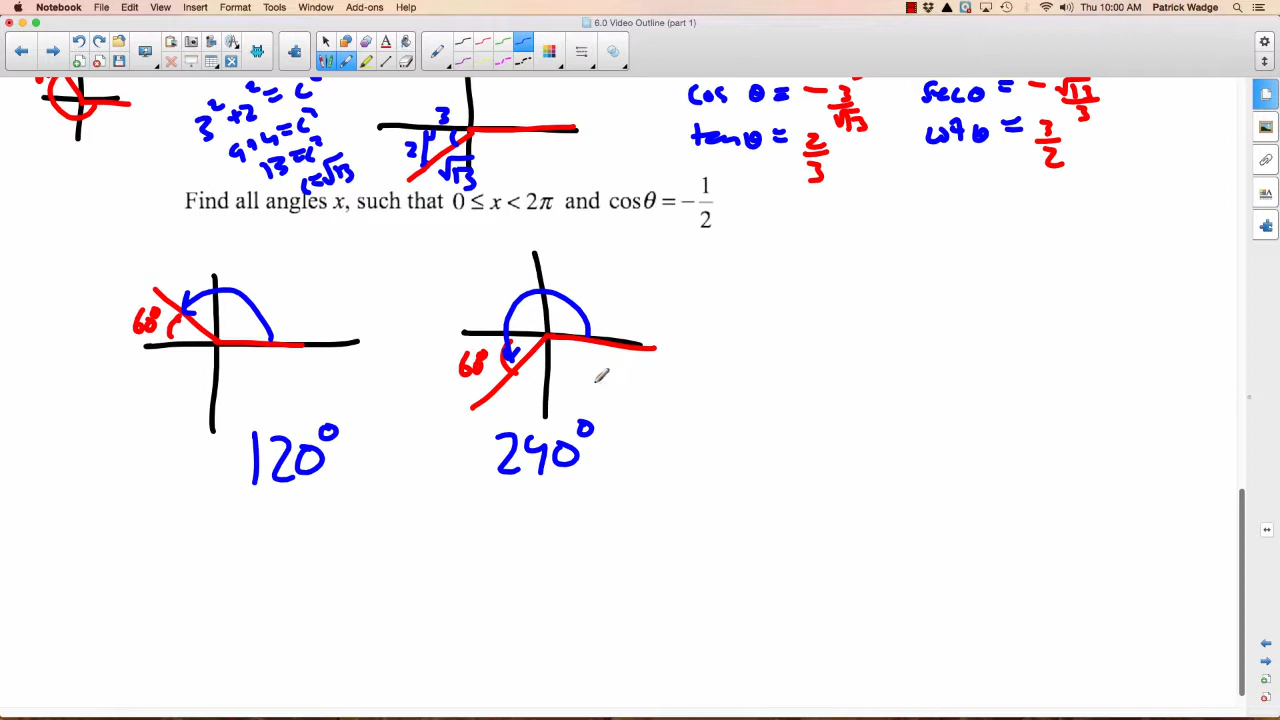 Notebook File Edit View Insert Format Tools Window Add-ons Help Thu 10:00 AM Patrick Wadge
6.0 Video Outline (part 1)
3² + 2² = c²
9 + 4 = c²
13 = c²
c = √13
3
2
√13
cos θ = - 3/√13
tan θ = 2/3
sec θ = - √13/3
cot θ = 3/2
Find all angles x, such that 0 ≤ x < 2π and cos θ = - 1/2
60°
60°
120°
240°